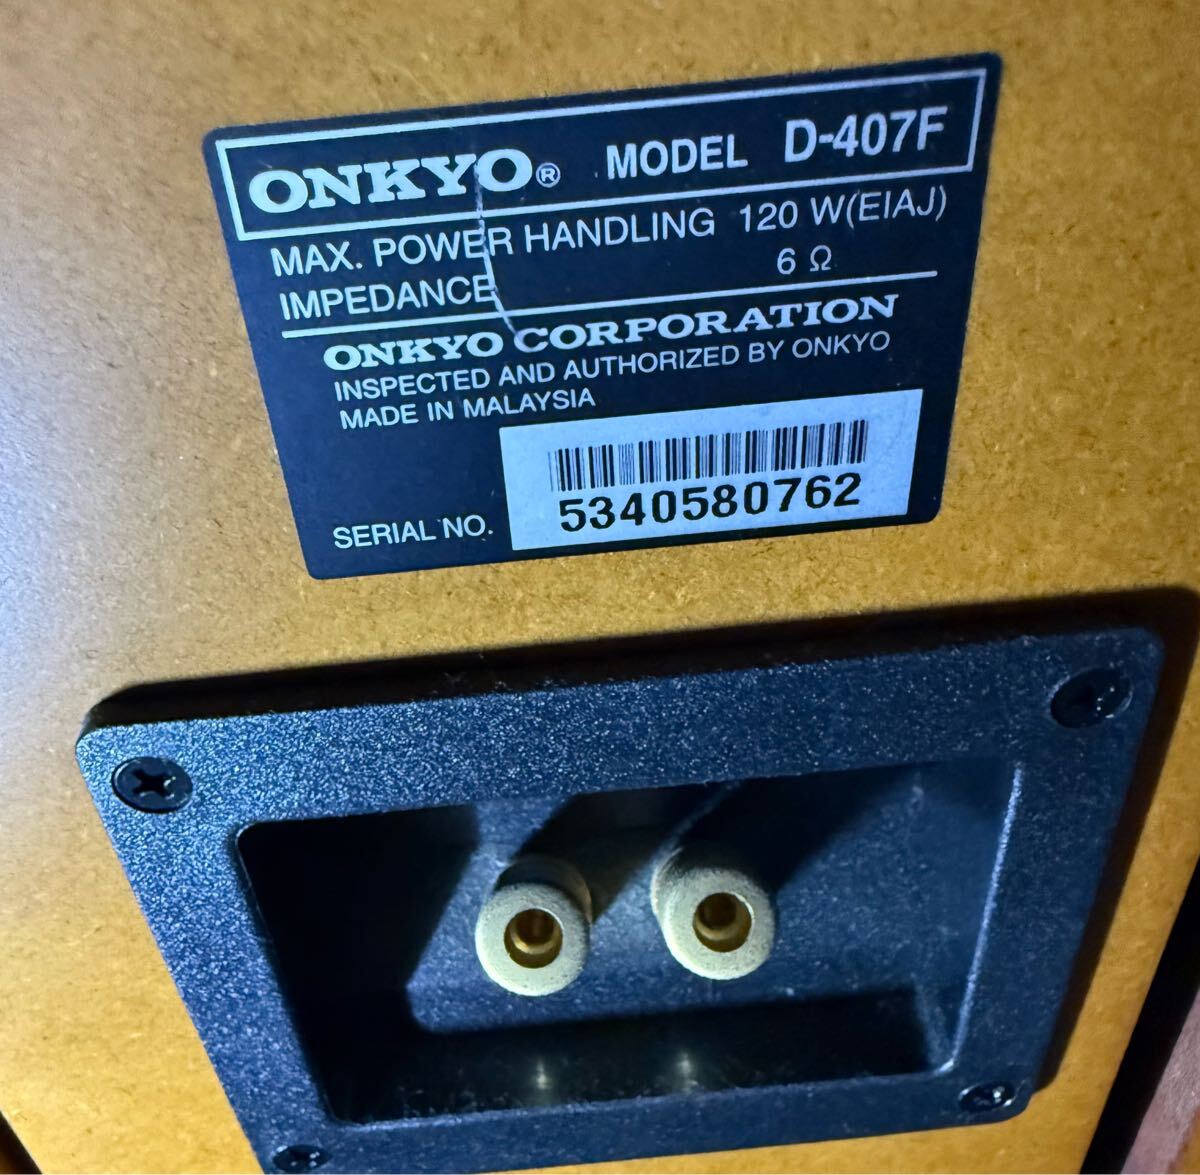 ONKYO® MODEL D-407F
MAX. POWER HANDLING 120 W(EIAJ)
IMPEDANCE 6 Ω
ONKYO CORPORATION
INSPECTED AND AUTHORIZED BY ONKYO
MADE IN MALAYSIA
SERIAL NO. 5340580762